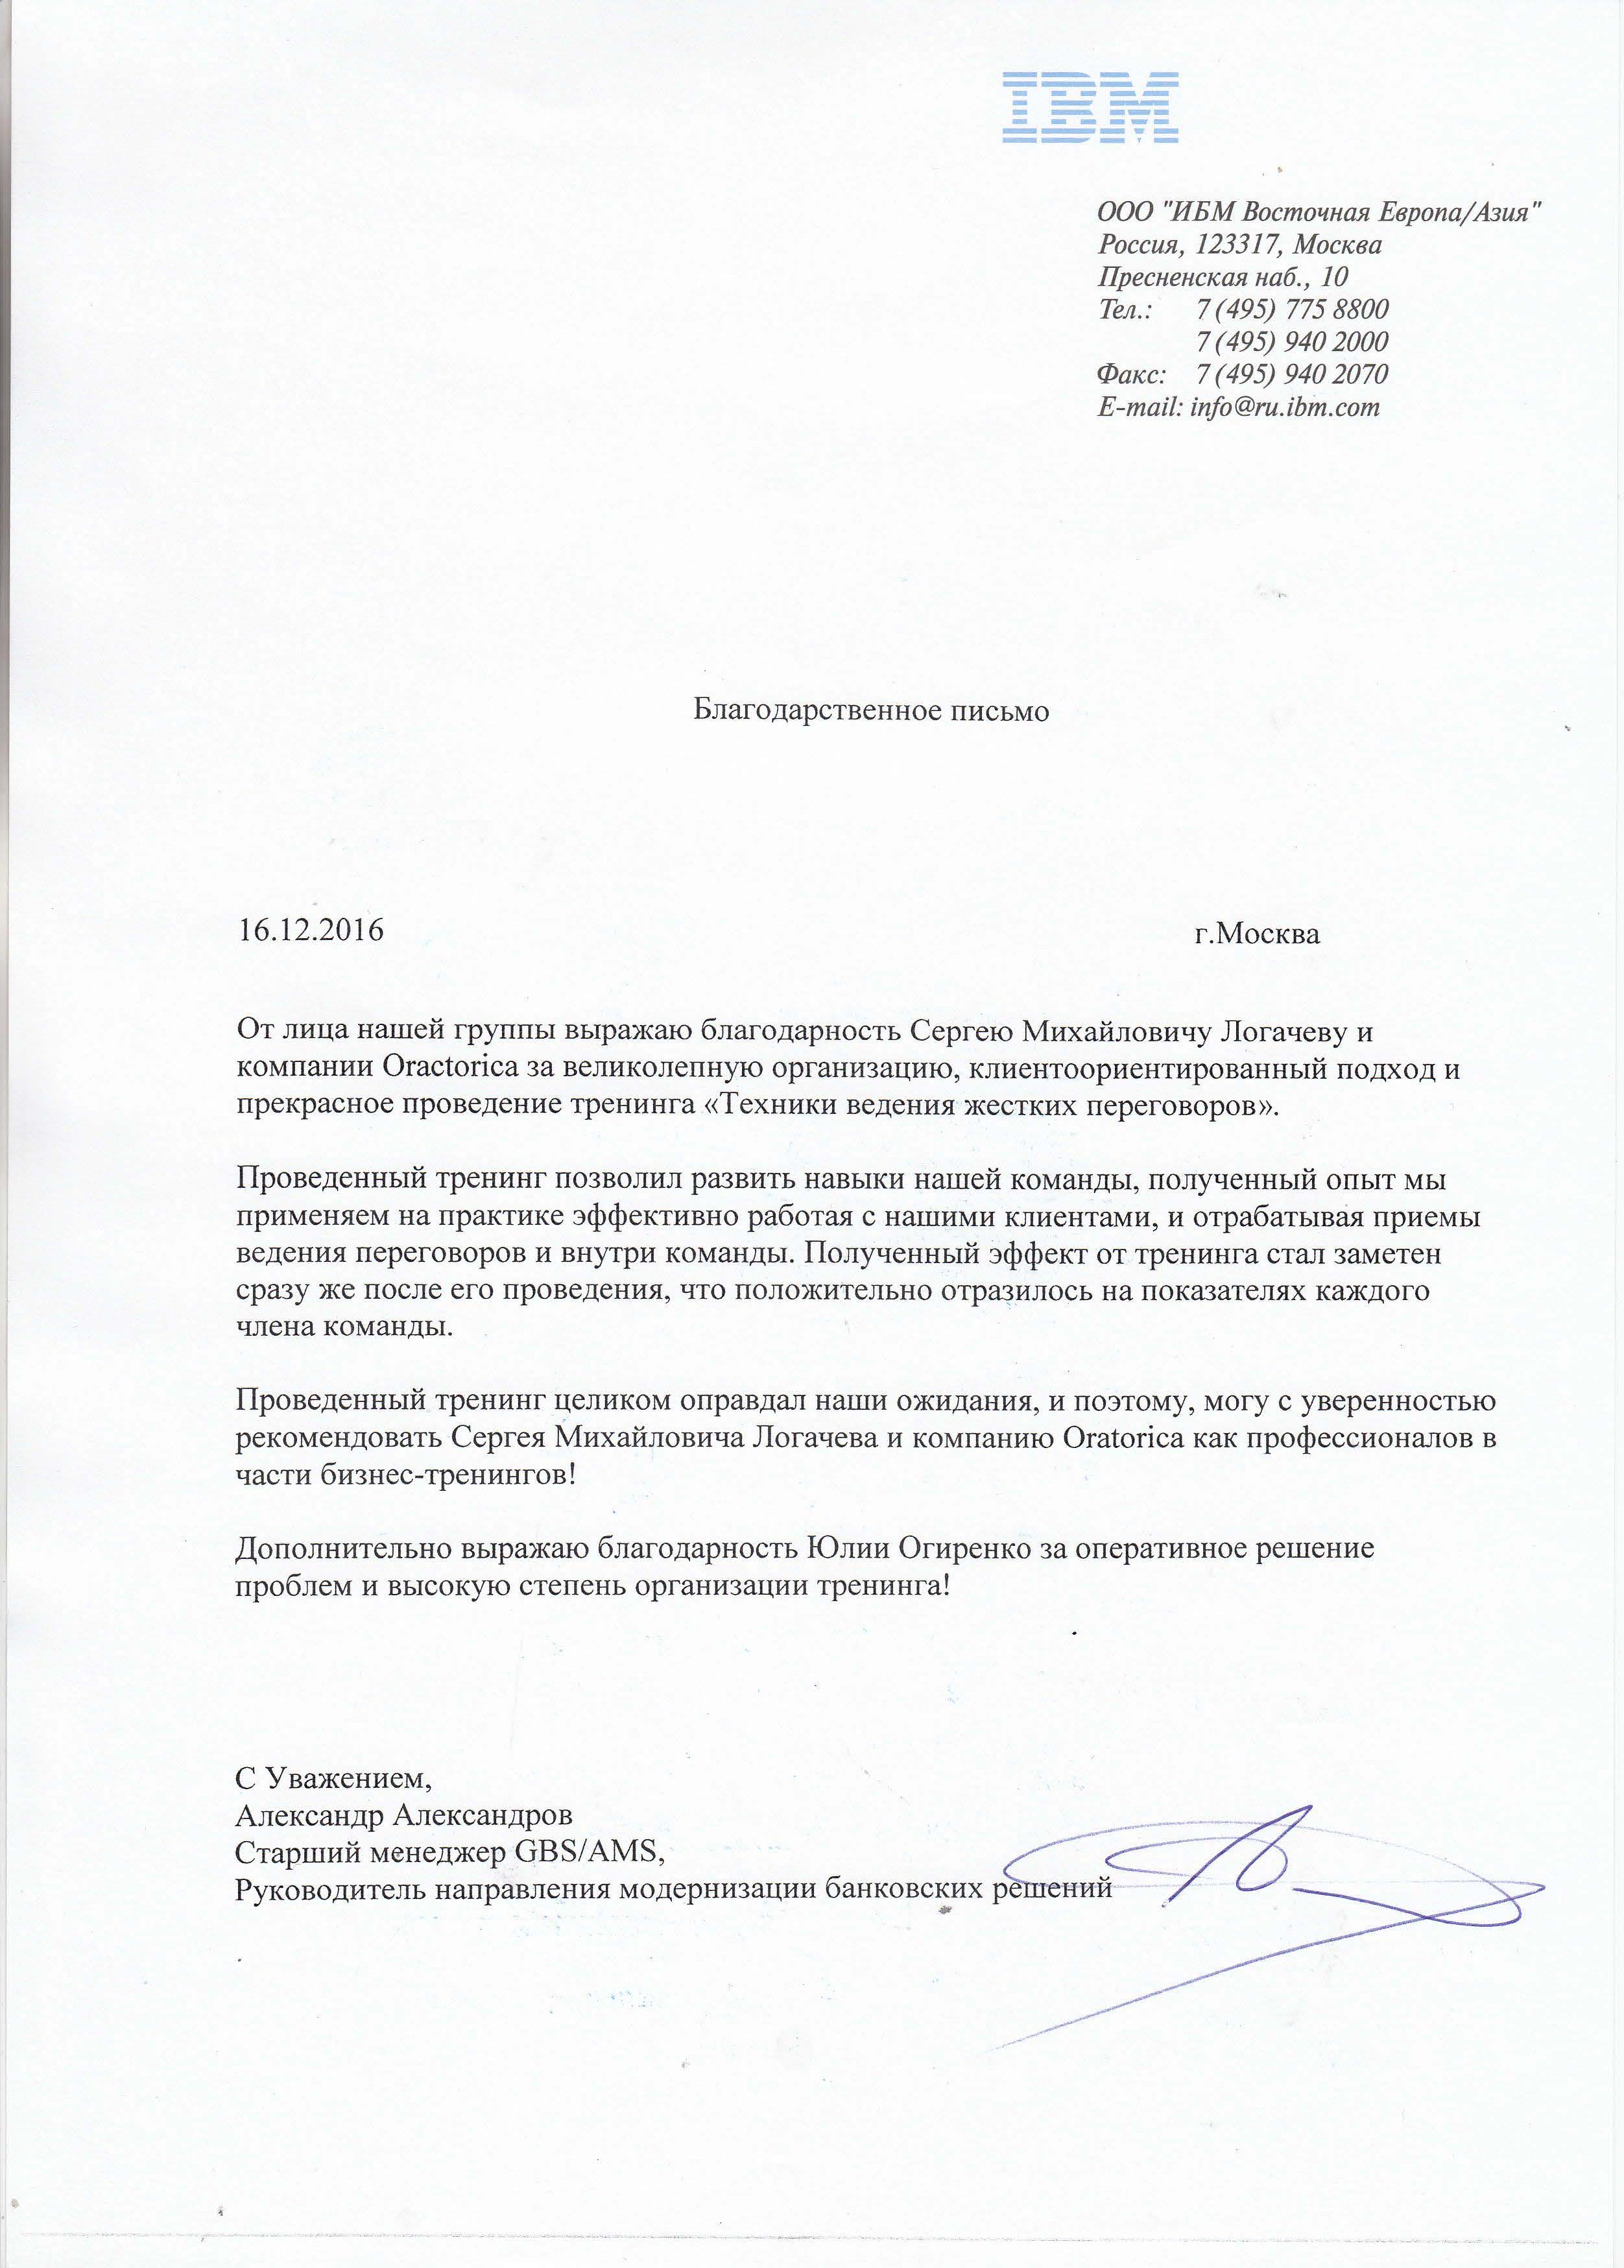 IBM
ООО "ИБМ Восточная Европа/Азия"
Россия, 123317, Москва
Пресненская наб., 10
Тел.: 7 (495) 775 8800
7 (495) 940 2000
Факс: 7 (495) 940 2070
E-mail: info@ru.ibm.com
Благодарственное письмо
16.12.2016 г.Москва
От лица нашей группы выражаю благодарность Сергею Михайловичу Логачеву и
компании Oractorica за великолепную организацию, клиентоориентированный подход и
прекрасное проведение тренинга «Техники ведения жестких переговоров».
Проведенный тренинг позволил развить навыки нашей команды, полученный опыт мы
применяем на практике эффективно работая с нашими клиентами, и отрабатывая приемы
ведения переговоров и внутри команды. Полученный эффект от тренинга стал заметен
сразу же после его проведения, что положительно отразилось на показателях каждого
члена команды.
Проведенный тренинг целиком оправдал наши ожидания, и поэтому, могу с уверенностью
рекомендовать Сергея Михайловича Логачева и компанию Oratorica как профессионалов в
части бизнес-тренингов!
Дополнительно выражаю благодарность Юлии Огиренко за оперативное решение
проблем и высокую степень организации тренинга!
С Уважением,
Александр Александров
Старший менеджер GBS/AMS,
Руководитель направления модернизации банковских решений